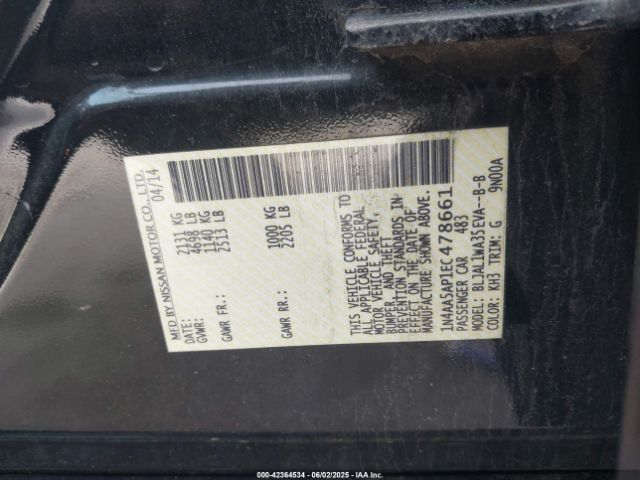 MFD BY NISSAN MOTOR CO., LTD.
DATE: 04/14
GVWR: 2131 KG
4698 LB
GAWR FR: 1140 KG
2513 LB
GAWR RR: 1000 KG
2205 LB
THIS VEHICLE CONFORMS TO
ALL APPLICABLE FEDERAL
MOTOR VEHICLE SAFETY,
BUMPER, AND THEFT
PREVENTION STANDARDS IN
EFFECT ON THE DATE OF
MANUFACTURE SHOWN ABOVE.
1N4AA5AP1EC478661
PASSENGER CAR 483
MODEL: BLJALLWA35EVA--B-B
COLOR: KH3 TRIM: G 9N00A
000-42364534 - 06/02/2025 - IAAI.com